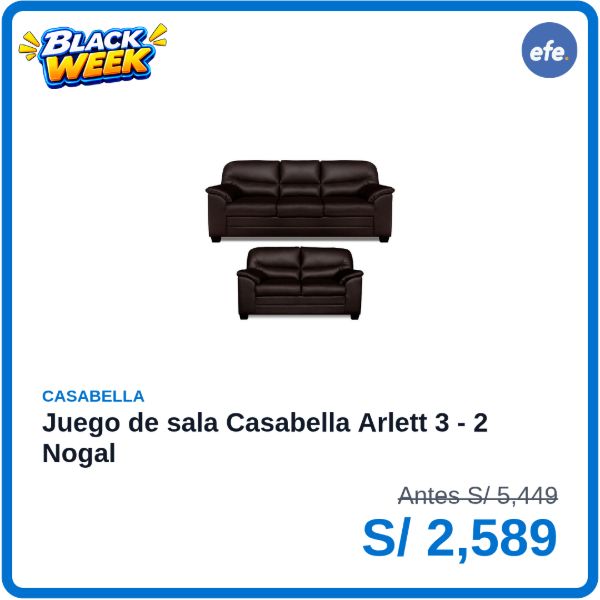 BLACK
WEEK
efe.
CASABELLA
Juego de sala Casabella Arlett 3 - 2
Nogal
Antes S/ 5,449
S/ 2,589